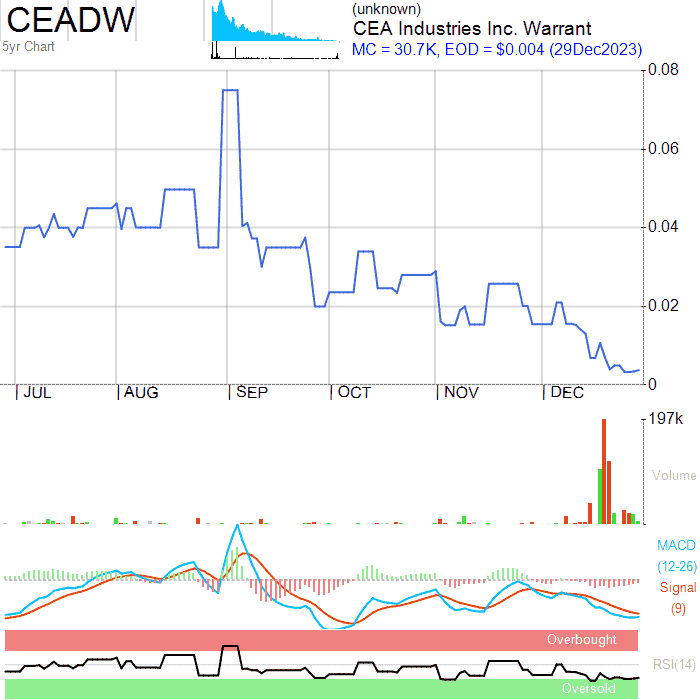 CEADW
5yr Chart
(unknown)
CEA Industries Inc. Warrant
MC = 30.7K, EOD = $0.004 (29Dec2023)
0.08
0.06
0.04
0.02
0
JUL AUG SEP OCT NOV DEC
197k
Volume
MACD
(12-26)
Signal
(9)
Overbought
RSI(14)
Oversold